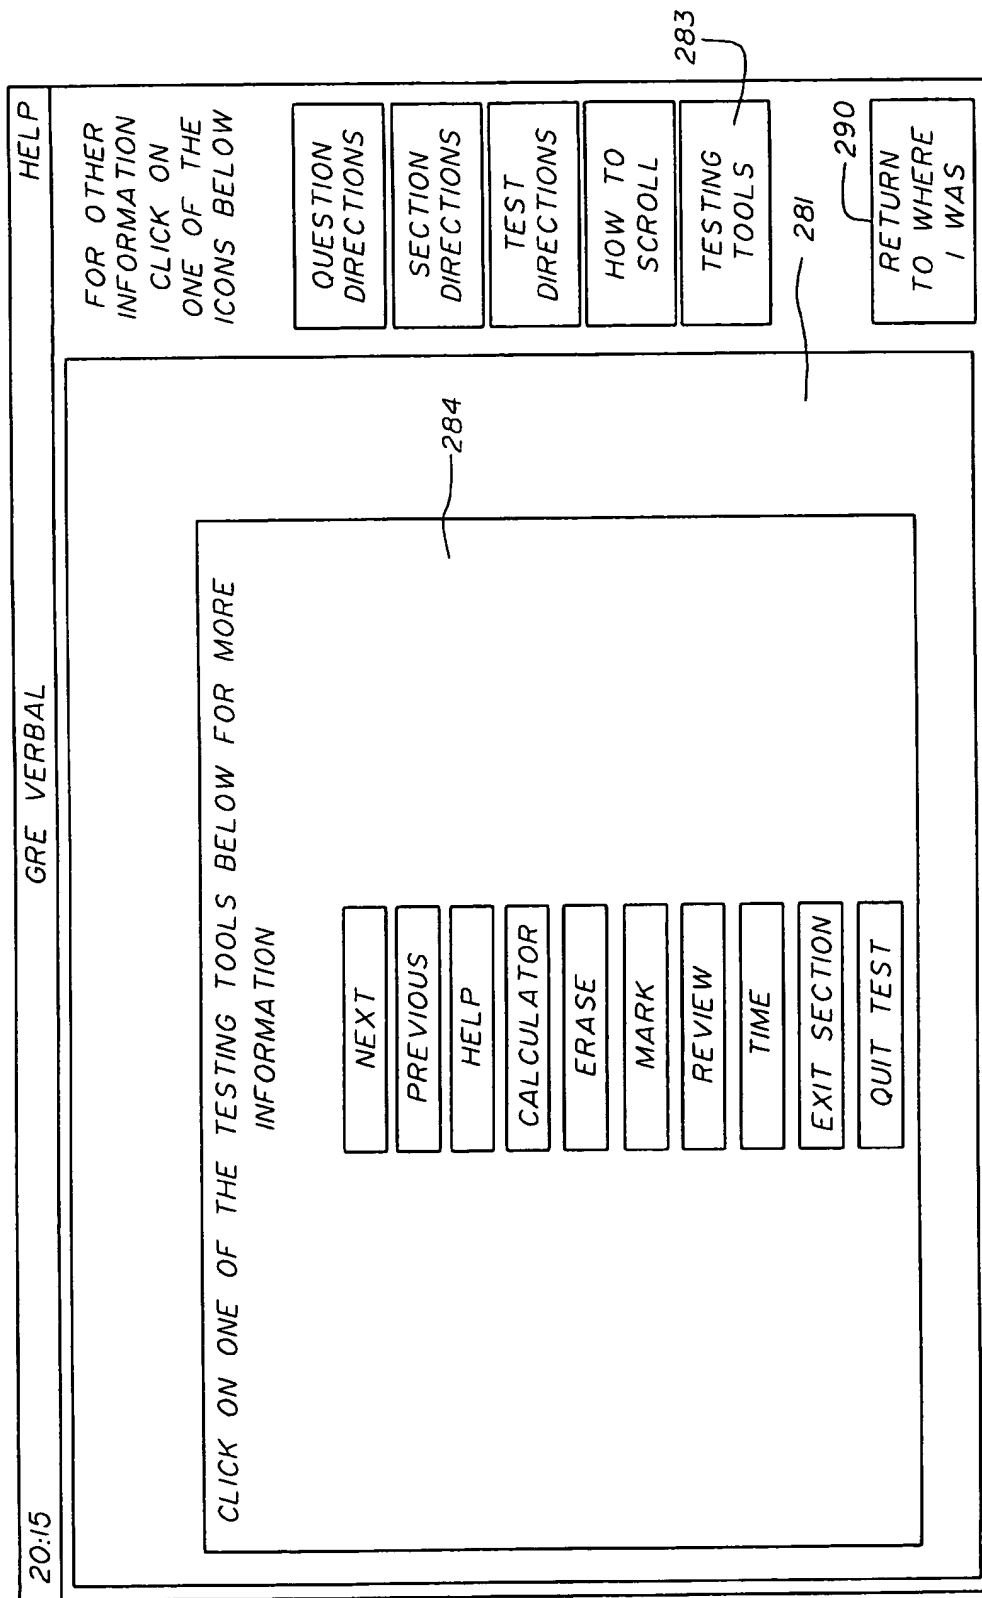 20:15
GRE VERBAL
HELP
CLICK ON ONE OF THE TESTING TOOLS BELOW FOR MORE
INFORMATION
NEXT
PREVIOUS
HELP
CALCULATOR
ERASE
MARK
REVIEW
TIME
EXIT SECTION
QUIT TEST
284
FOR OTHER
INFORMATION
CLICK ON
ONE OF THE
ICONS BELOW
QUESTION
DIRECTIONS
SECTION
DIRECTIONS
TEST
DIRECTIONS
HOW TO
SCROLL
TESTING
TOOLS
283
281
290
RETURN
TO WHERE
I WAS